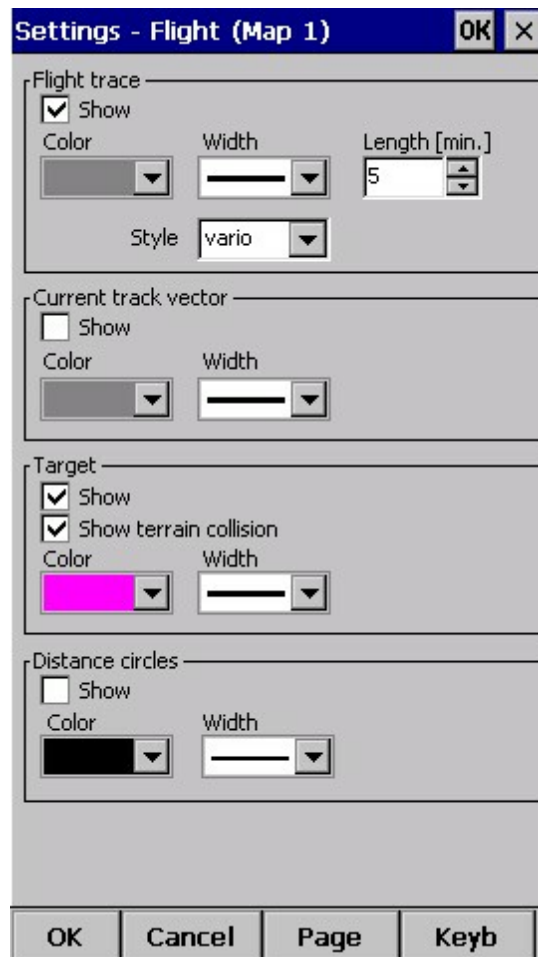 Settings - Flight (Map 1) OK ×
Flight trace
Show
Color Width Length [min.]
5
Style vario
Current track vector
Show
Color Width
Target
Show
Show terrain collision
Color Width
Distance circles
Show
Color Width
OK Cancel Page Keyb